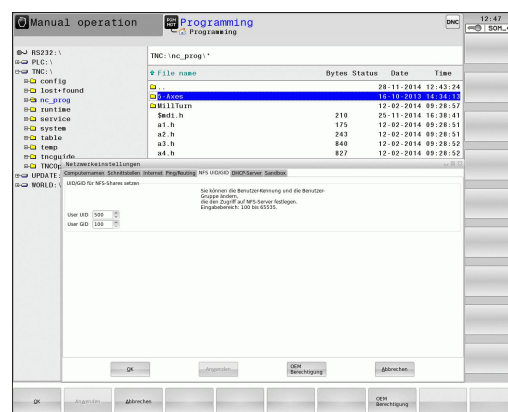 Manual operation
PGM
MGT
Programming
Programming
DNC
12:47
RS232:\
PLC:\
TNC:\
config
lost+found
nc_prog
runtime
service
system
table
temp
tncguide
UPDATE:
WORLD:\
TNC:\nc_prog\*
File name Bytes Status Date Time
.. 28-11-2014 12:43:24
5-Axes 16-10-2013 14:34:13
MillTurn 12-02-2014 09:28:57
$mdi.h 210 25-11-2014 16:38:41
a1.h 175 12-02-2014 09:28:51
a2.h 243 12-02-2014 09:28:51
a3.h 840 12-02-2014 09:28:52
a4.h 827 12-02-2014 09:28:52
Netzwerkeinstellungen
Computernamen Schnittstellen Internet Ping/Routing NFS UID/GID DHCP-Server Sandbox
UID/GID für NFS-Shares setzen
Sie können die Benutzer-Kennung und die Benutzer-
Gruppe ändern,
die den Zugriff auf NFS-Server festlegen.
Eingabebereich: 100 bis 65535.
User UID 500
User GID 100
OK Anwenden OEM Berechtigung Abbrechen
OK Anwenden Abbrechen OEM Berechtigung